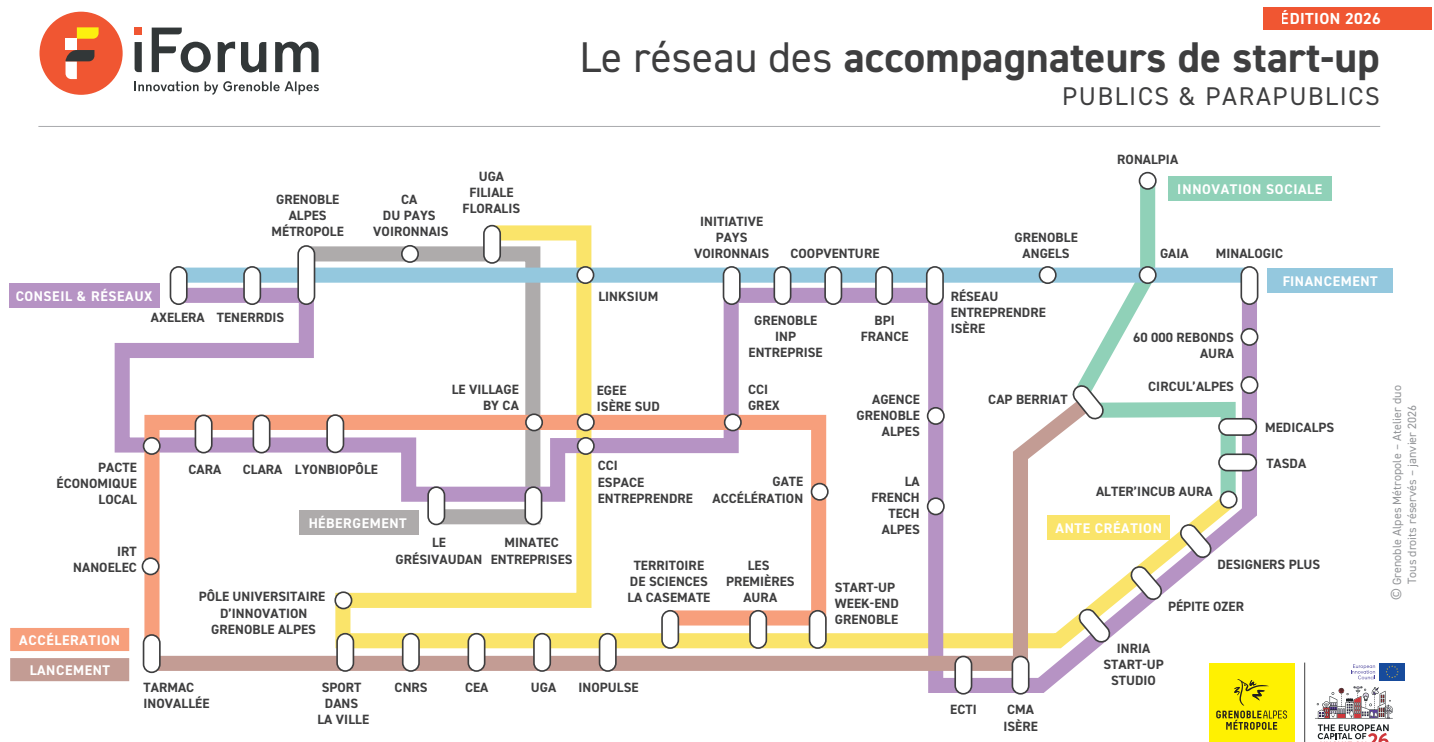 ÉDITION 2026
iForum
Innovation by Grenoble Alpes
Le réseau des accompagnateurs de start-up
PUBLICS & PARAPUBLICS
RONALPIA
INNOVATION SOCIALE
UGA
FILIALE
FLORALIS
GRENOBLE
ALPES
MÉTROPOLE
CA
DU PAYS
VOIRONNAIS
INITIATIVE
PAYS
VOIRONNAIS
COOPVENTURE
GRENOBLE
ANGELS
GAIA
MINALOGIC
FINANCEMENT
CONSEIL & RÉSEAUX
AXELERA
TENERRDIS
LINKSIUM
GRENOBLE
INP
ENTREPRISE
BPI
FRANCE
RÉSEAU
ENTREPRENDRE
ISÈRE
60 000 REBONDS
AURA
CIRCUL'ALPES
LE VILLAGE
BY CA
EGEE
ISÈRE SUD
CCI
GREX
AGENCE
GRENOBLE
ALPES
CAP BERRIAT
MEDICALPS
TASDA
PACTE
ÉCONOMIQUE
LOCAL
CARA
CLARA
LYONBIOPÔLE
CCI
ESPACE
ENTREPRENDRE
GATE
ACCÉLÉRATION
LA
FRENCH
TECH
ALPES
ALTER'INCUB AURA
ANTE CRÉATION
HÉBERGEMENT
LE
GRÉSIVAUDAN
MINATEC
ENTREPRISES
IRT
NANOELEC
DESIGNERS PLUS
PÔLE UNIVERSITAIRE
D'INNOVATION
GRENOBLE ALPES
TERRITOIRE
DE SCIENCES
LA CASEMATE
LES
PREMIÈRES
AURA
START-UP
WEEK-END
GRENOBLE
PÉPITE OZER
ACCÉLERATION
LANCEMENT
INRIA
START-UP
STUDIO
TARMAC
INOVALLÉE
SPORT
DANS
LA VILLE
CNRS
CEA
UGA
INOPULSE
ECTI
CMA
ISÈRE
© Grenoble Alpes Métropole – Atelier duo
Tous droits réservés – janvier 2026
GRENOBLEALPES
MÉTROPOLE
European
Innovation
Council
THE EUROPEAN
CAPITAL OF 26